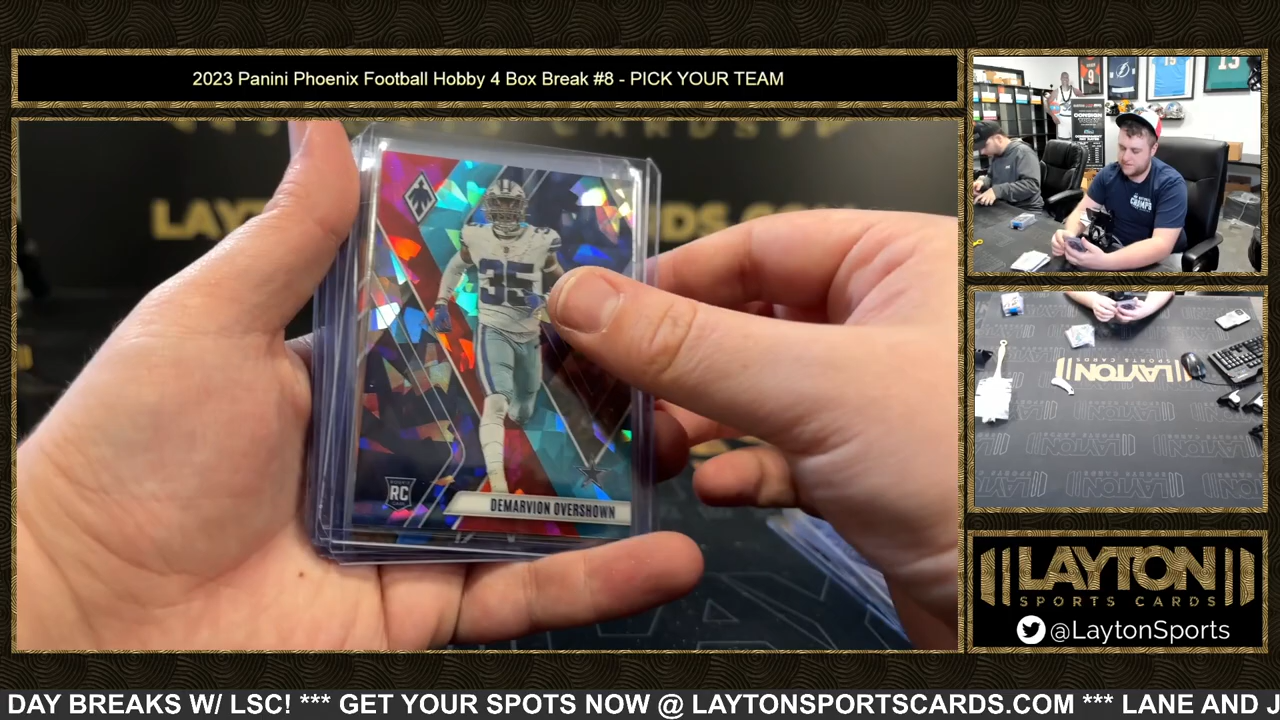 2023 Panini Phoenix Football Hobby 4 Box Break #8 - PICK YOUR TEAM
35
RC
DEMARVION OVERSHOWN
LAYTON
SPORTS CARDS
@LaytonSports
DAY BREAKS W/ LSC! *** GET YOUR SPOTS NOW @ LAYTONSPORTSCARDS.COM *** LANE AND J